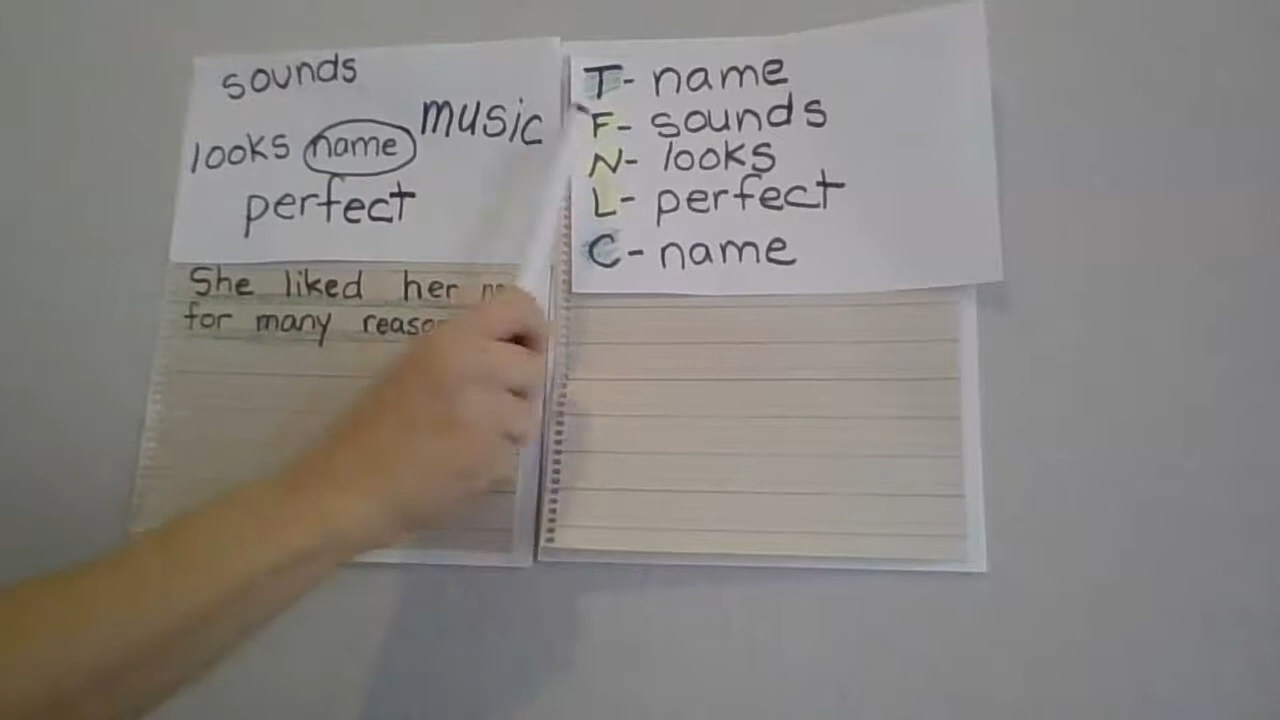 sounds
music
looks name
perfect
She liked her
for many
T- name
F- sounds
N- looks
L- perfect
C- name